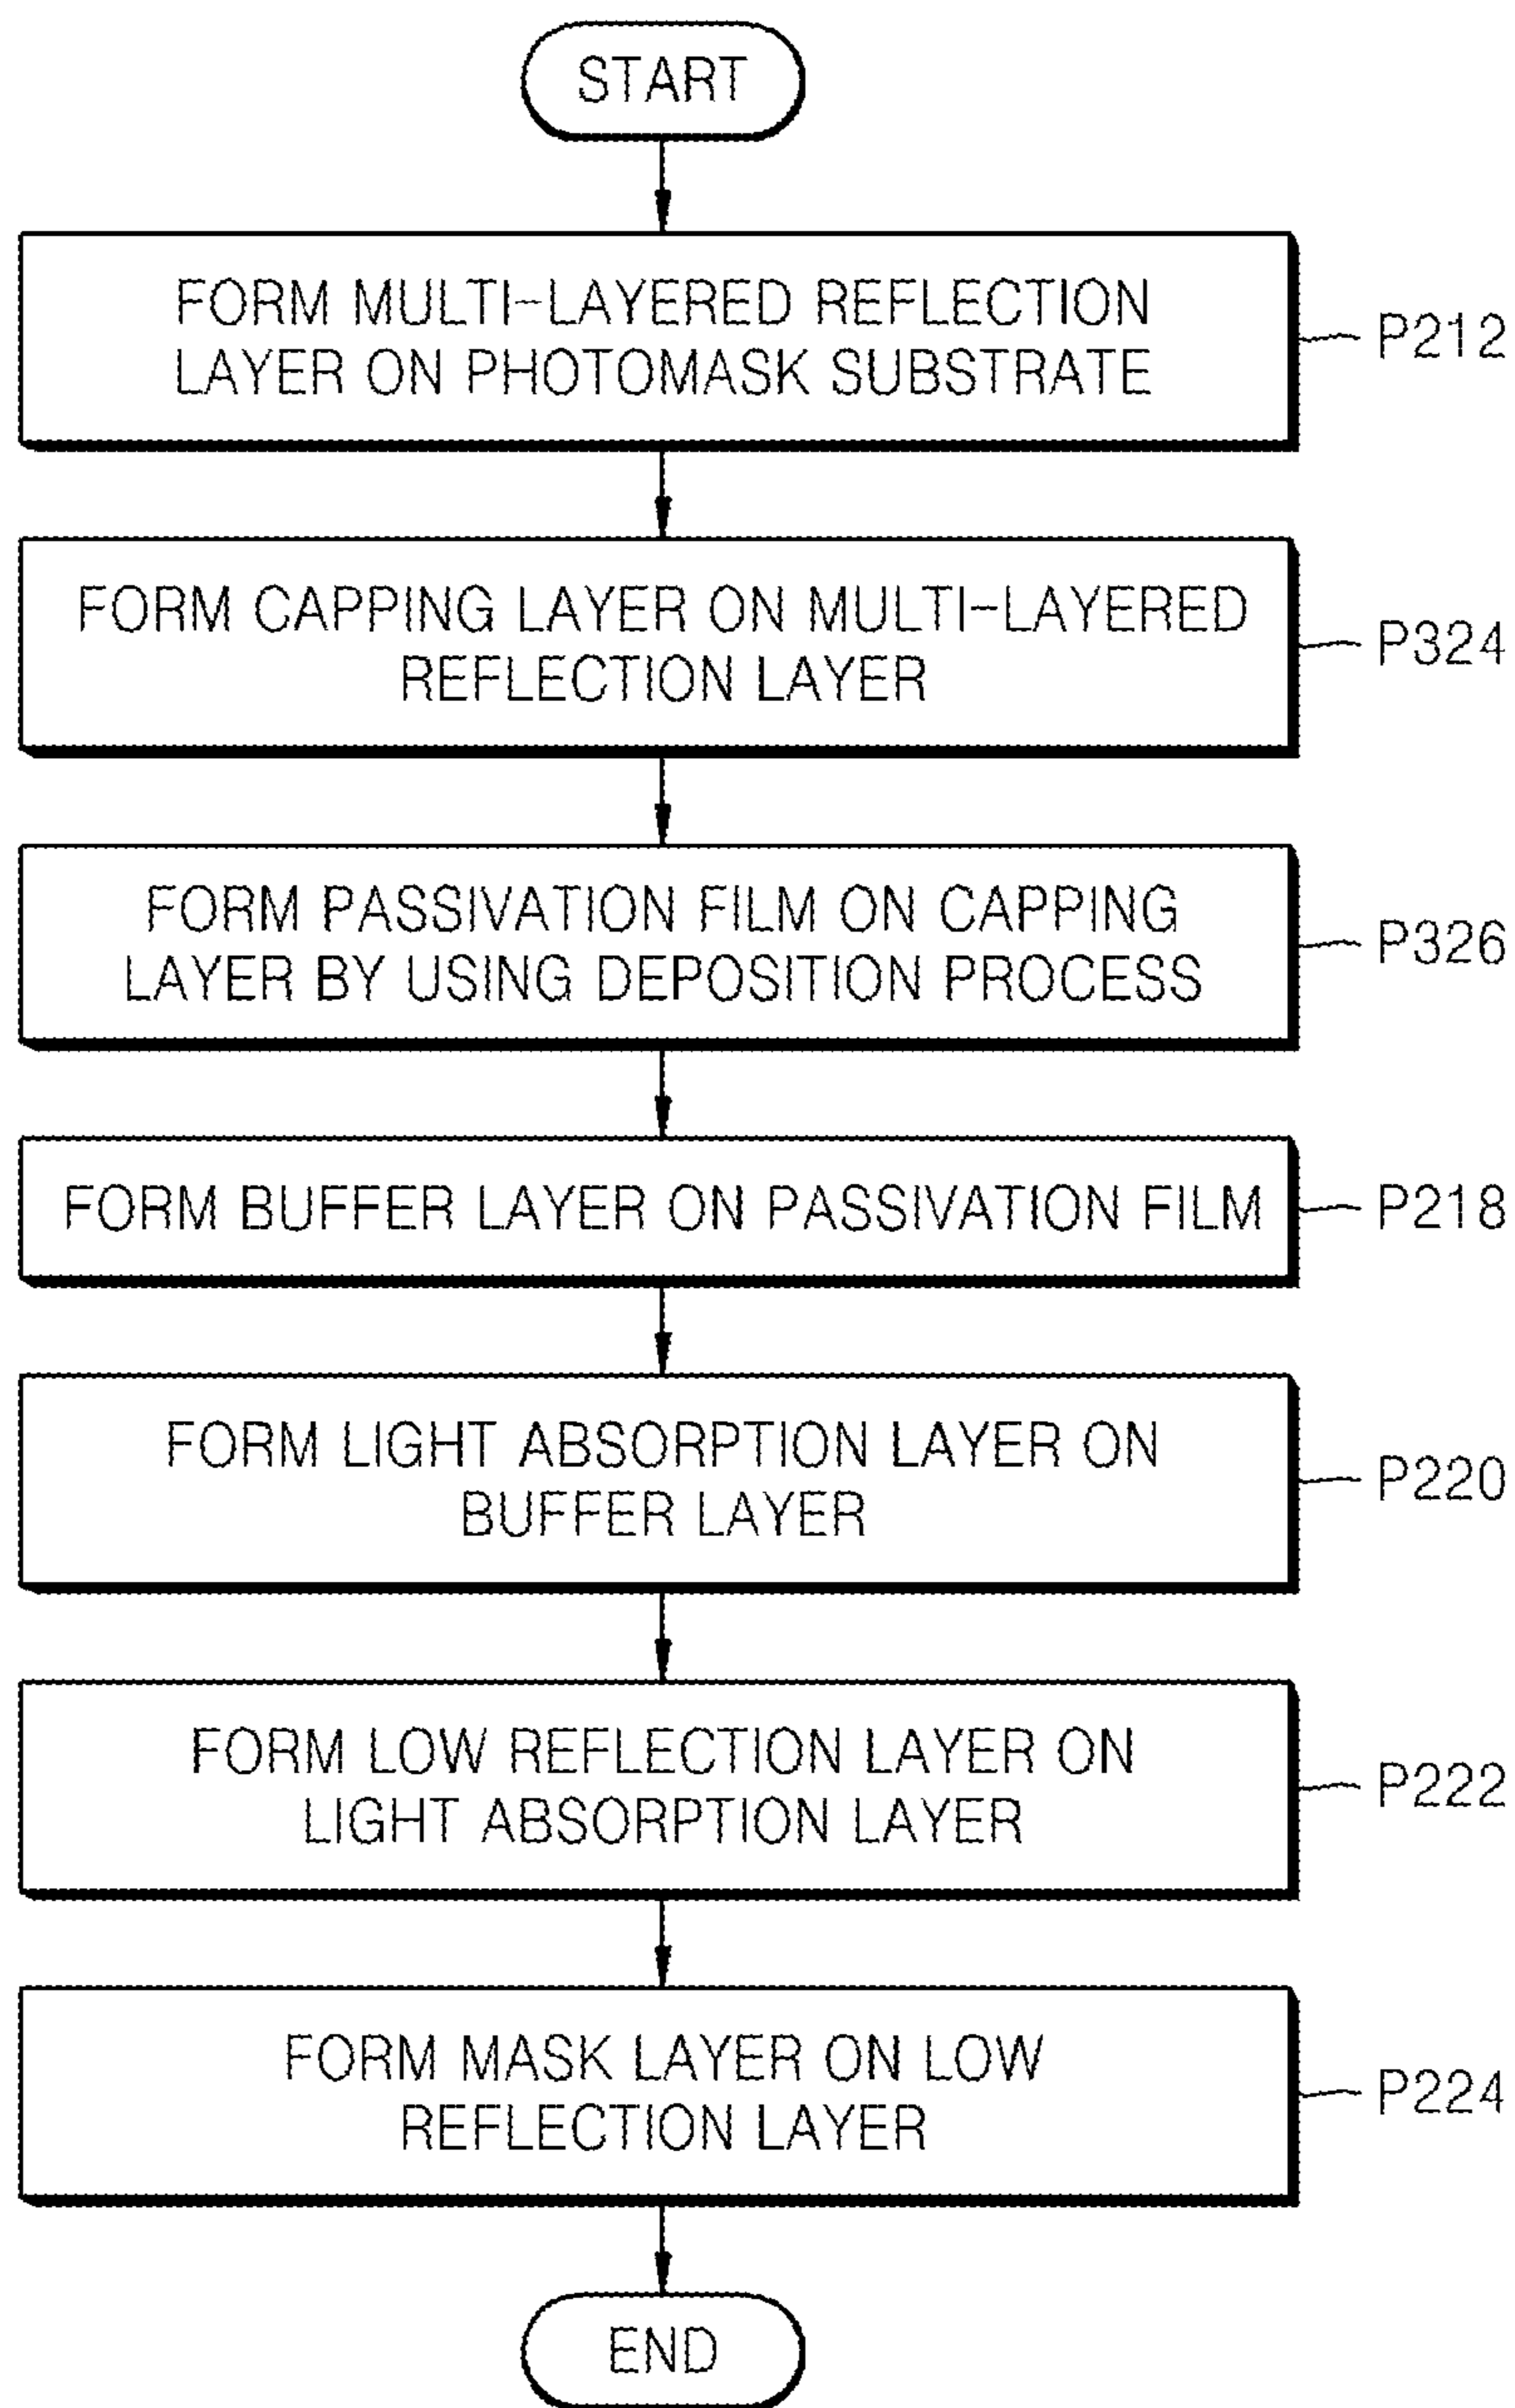 START
FORM MULTI-LAYERED REFLECTION
LAYER ON PHOTOMASK SUBSTRATE
P212
FORM CAPPING LAYER ON MULTI-LAYERED
REFLECTION LAYER
P324
FORM PASSIVATION FILM ON CAPPING
LAYER BY USING DEPOSITION PROCESS
P326
FORM BUFFER LAYER ON PASSIVATION FILM
P218
FORM LIGHT ABSORPTION LAYER ON
BUFFER LAYER
P220
FORM LOW REFLECTION LAYER ON
LIGHT ABSORPTION LAYER
P222
FORM MASK LAYER ON LOW
REFLECTION LAYER
P224
END